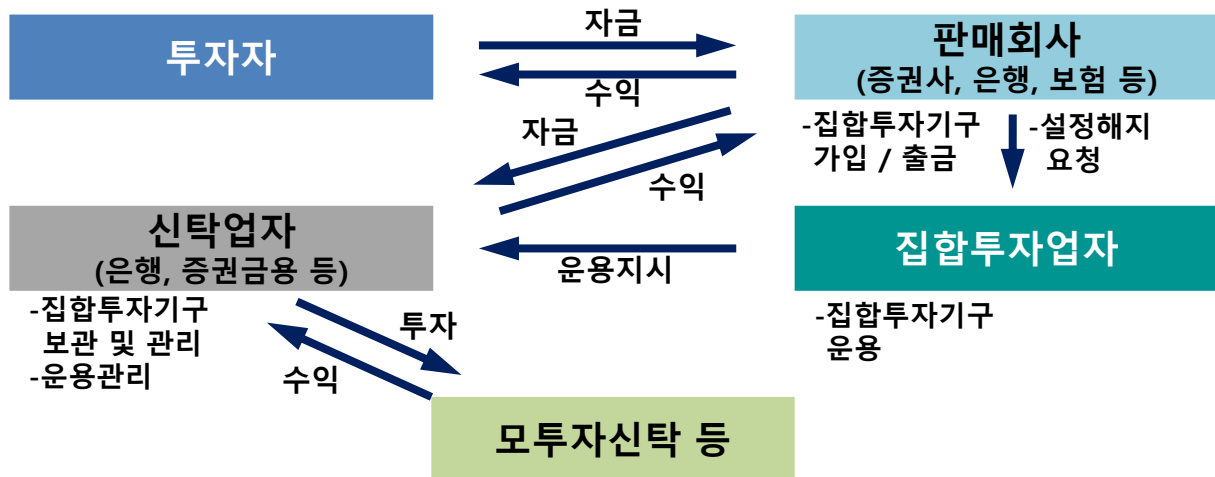 투자자
자금
수익
판매회사
(증권사, 은행, 보험 등)
자금
수익
-집합투자기구
가입 / 출금
-설정해지
요청
신탁업자
(은행, 증권금용 등)
운용지시
집합투자업자
-집합투자기구
보관 및 관리
-운용관리
투자
수익
-집합투자기구
운용
모투자신탁 등